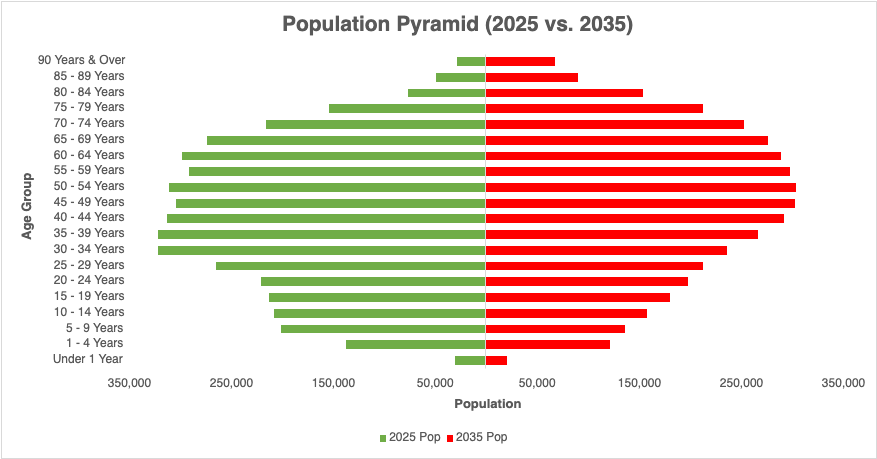 Population Pyramid (2025 vs. 2035)
Age Group
90 Years & Over
85 - 89 Years
80 - 84 Years
75 - 79 Years
70 - 74 Years
65 - 69 Years
60 - 64 Years
55 - 59 Years
50 - 54 Years
45 - 49 Years
40 - 44 Years
35 - 39 Years
30 - 34 Years
25 - 29 Years
20 - 24 Years
15 - 19 Years
10 - 14 Years
5 - 9 Years
1 - 4 Years
Under 1 Year
350,000 250,000 150,000 50,000 50,000 150,000 250,000 350,000
Population
2025 Pop 2035 Pop